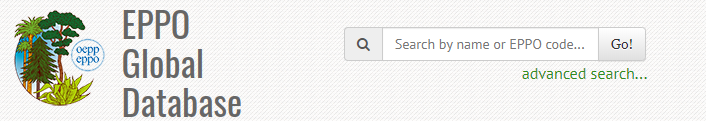 oepp
eppo
EPPO
Global
Database
Search by name or EPPO code...
Go!
advanced search...